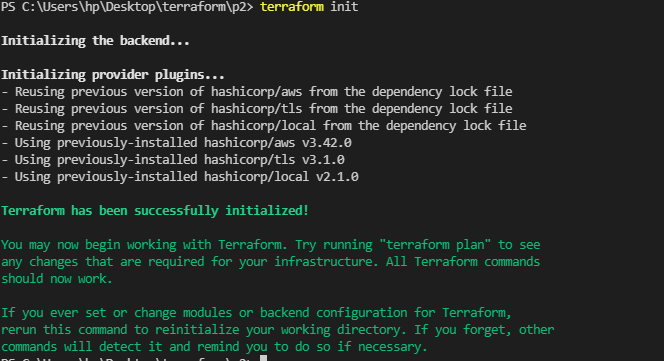 PS C:\Users\hp\Desktop\terraform\p2> terraform init
Initializing the backend...
Initializing provider plugins...
- Reusing previous version of hashicorp/aws from the dependency lock file
- Reusing previous version of hashicorp/tls from the dependency lock file
- Reusing previous version of hashicorp/local from the dependency lock file
- Using previously-installed hashicorp/aws v3.42.0
- Using previously-installed hashicorp/tls v3.1.0
- Using previously-installed hashicorp/local v2.1.0
Terraform has been successfully initialized!
You may now begin working with Terraform. Try running "terraform plan" to see
any changes that are required for your infrastructure. All Terraform commands
should now work.
If you ever set or change modules or backend configuration for Terraform,
rerun this command to reinitialize your working directory. If you forget, other
commands will detect it and remind you to do so if necessary.
PS C:\Users\hp\Desktop\terraform\p2>